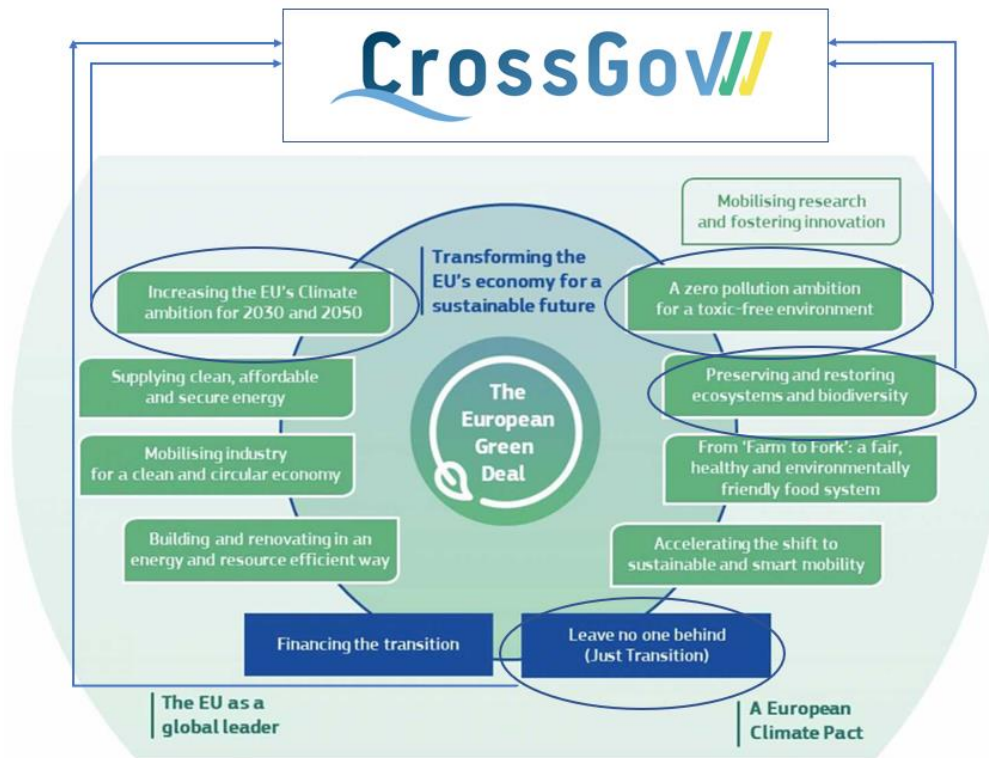 CrossGov
Mobilising research
and fostering innovation
Transforming the
EU's economy for a
sustainable future
Increasing the EU's Climate
ambition for 2030 and 2050
A zero pollution ambition
for a toxic-free environment
Supplying clean, affordable
and secure energy
The
European
Green
Deal
Preserving and restoring
ecosystems and biodiversity
Mobilising industry
for a clean and circular economy
From 'Farm to Fork': a fair,
healthy and environmentally
friendly food system
Building and renovating in an
energy and resource efficient way
Accelerating the shift to
sustainable and smart mobility
Financing the transition
Leave no one behind
(Just Transition)
The EU as a
global leader
A European
Climate Pact